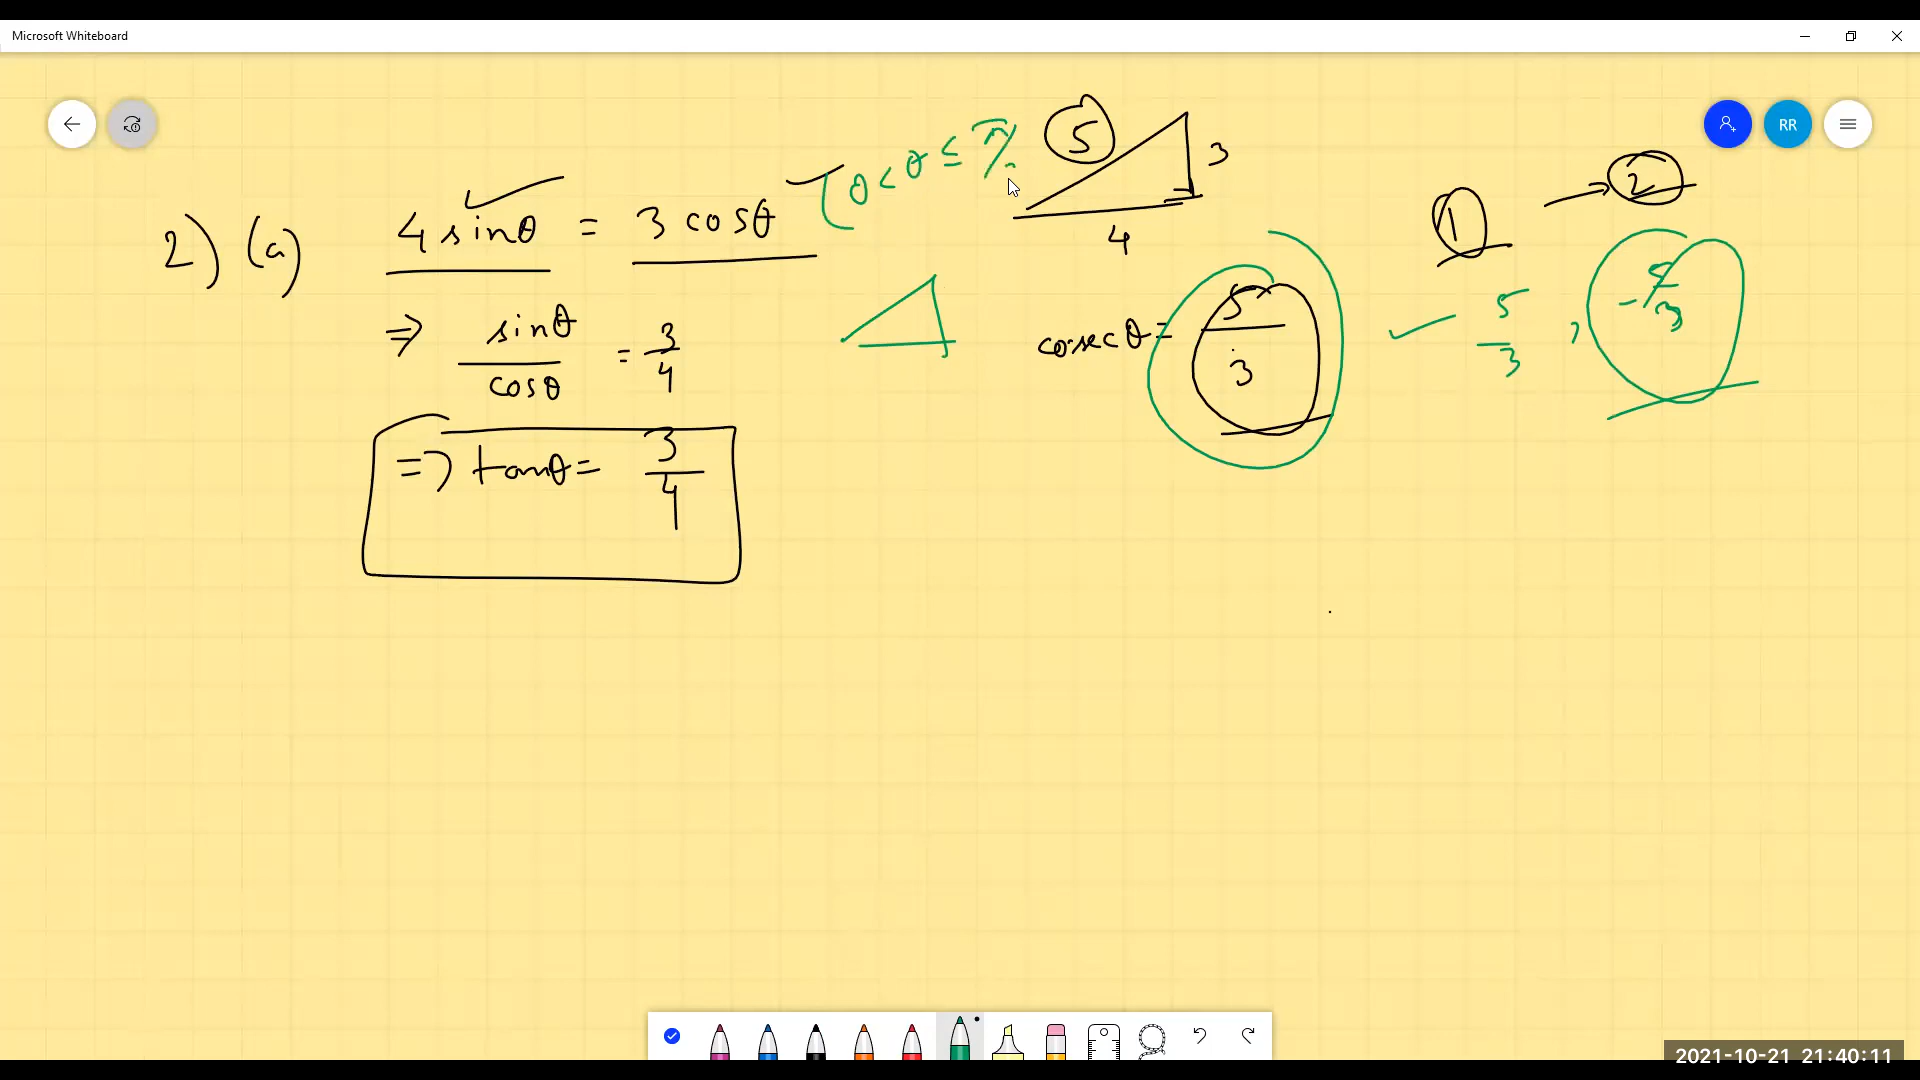 Microsoft Whiteboard
RR
2) (a) 4 sinθ = 3 cosθ
(0 < θ ≤ π/2
5
3
4
1
→ 2
⇒ sinθ / cosθ = 3/4
cosec θ = 5/3
5/3 , -5/3
⇒ tanθ = 3/4
2021-10-21 21:40:11